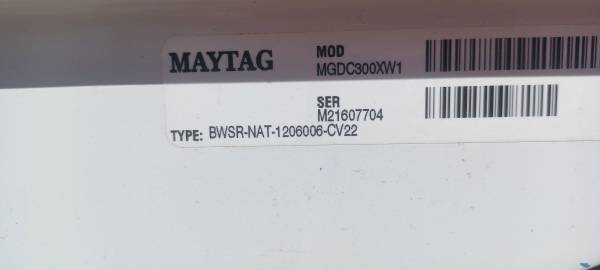 MAYTAG
MOD
MGDC300XW1
SER
M21607704
TYPE: BWSR-NAT-1206006-CV22